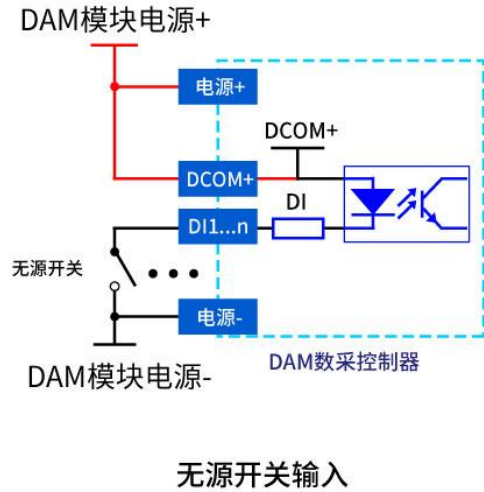 DAM模块电源+
电源+
DCOM+
DCOM+
DI
DI1...n
无源开关
电源-
DAM数采控制器
DAM模块电源-
无源开关输入